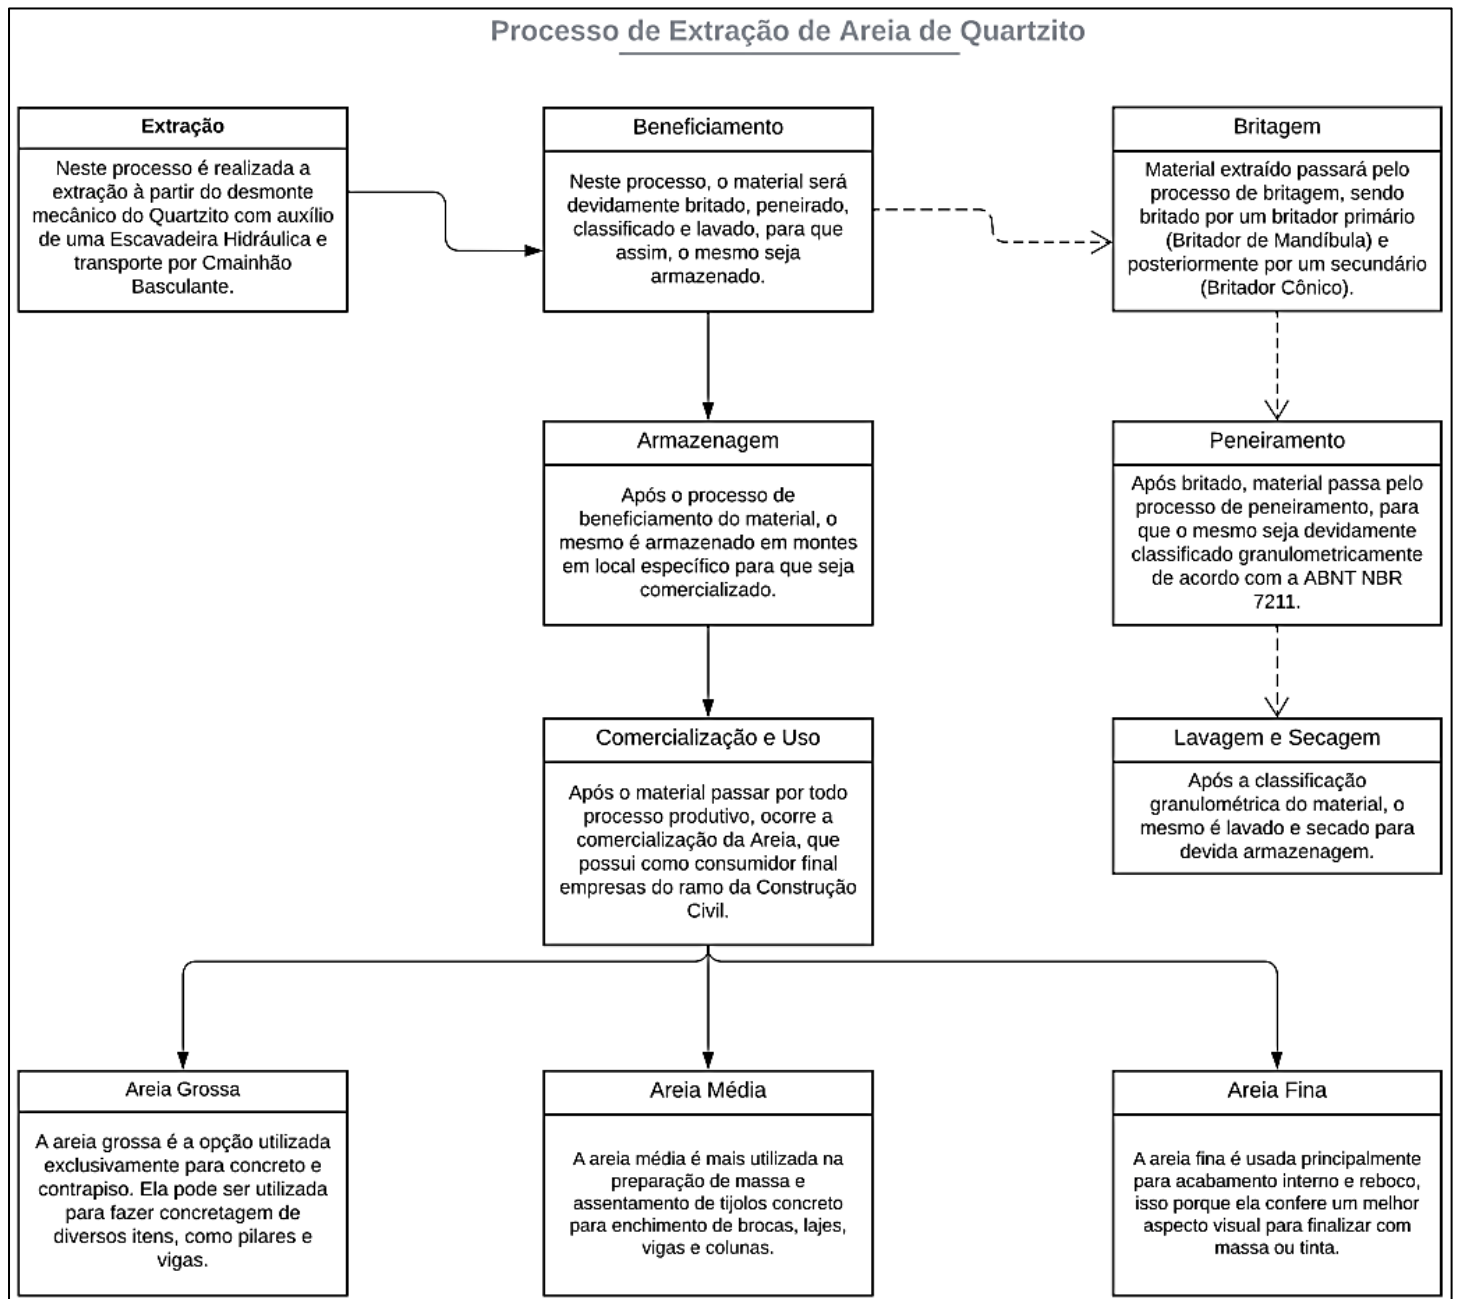 Processo de Extração de Areia de Quartzito
Extração
Neste processo é realizada a
extração à partir do desmonte
mecânico do Quartzito com auxílio
de uma Escavadeira Hidráulica e
transporte por Cmainhão
Basculante.
Beneficiamento
Neste processo, o material será
devidamente britado, peneirado,
classificado e lavado, para que
assim, o mesmo seja
armazenado.
Britagem
Material extraído passará pelo
processo de britagem, sendo
britado por um britador primário
(Britador de Mandíbula) e
posteriormente por um secundário
(Britador Cônico).
Armazenagem
Após o processo de
beneficiamento do material, o
mesmo é armazenado em montes
em local específico para que seja
comercializado.
Peneiramento
Após britado, material passa pelo
processo de peneiramento, para
que o mesmo seja devidamente
classificado granulometricamente
de acordo com a ABNT NBR
7211.
Comercialização e Uso
Após o material passar por todo
processo produtivo, ocorre a
comercialização da Areia, que
possui como consumidor final
empresas do ramo da Construção
Civil.
Lavagem e Secagem
Após a classificação
granulométrica do material, o
mesmo é lavado e secado para
devida armazenagem.
Areia Grossa
A areia grossa é a opção utilizada
exclusivamente para concreto e
contrapiso. Ela pode ser utilizada
para fazer concretagem de
diversos itens, como pilares e
vigas.
Areia Média
A areia média é mais utilizada na
preparação de massa e
assentamento de tijolos concreto
para enchimento de brocas, lajes,
vigas e colunas.
Areia Fina
A areia fina é usada principalmente
para acabamento interno e reboco,
isso porque ela confere um melhor
aspecto visual para finalizar com
massa ou tinta.